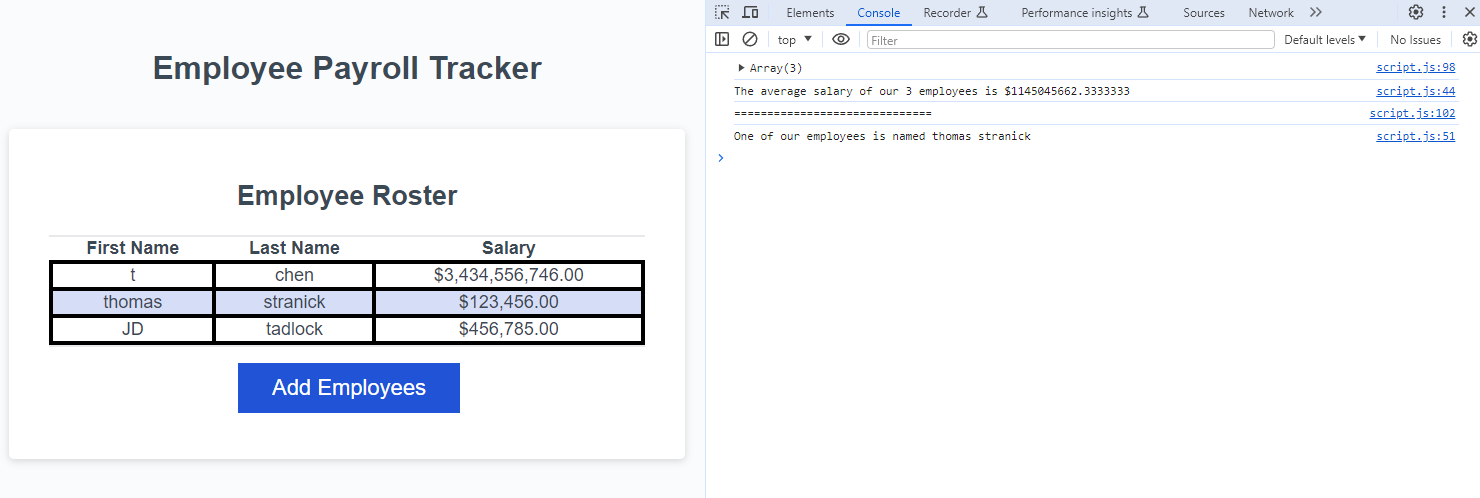 Employee Payroll Tracker
Employee Roster
First Name Last Name Salary
t chen $3,434,556,746.00
thomas stranick $123,456.00
JD tadlock $456,785.00
Add Employees
Elements Console Recorder Performance insights Sources Network
top Filter Default levels No Issues
Array(3) script.js:98
The average salary of our 3 employees is $1145045662.3333333 script.js:44
============================== script.js:102
One of our employees is named thomas stranick script.js:51